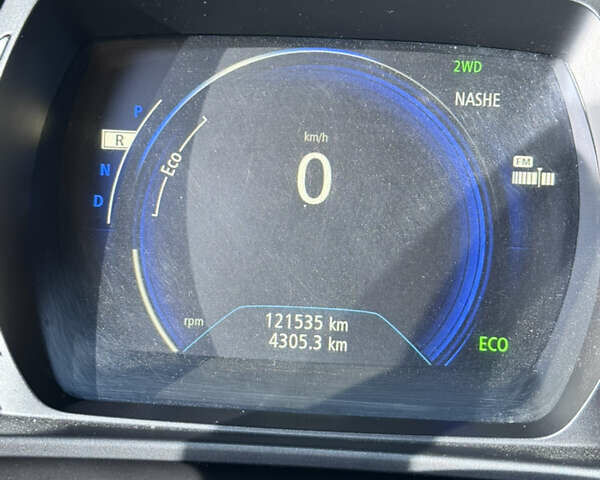 2WD
NASHE
P
R
N
D
Eco
km/h
0
FM
rpm
121535 km
4305.3 km
ECO